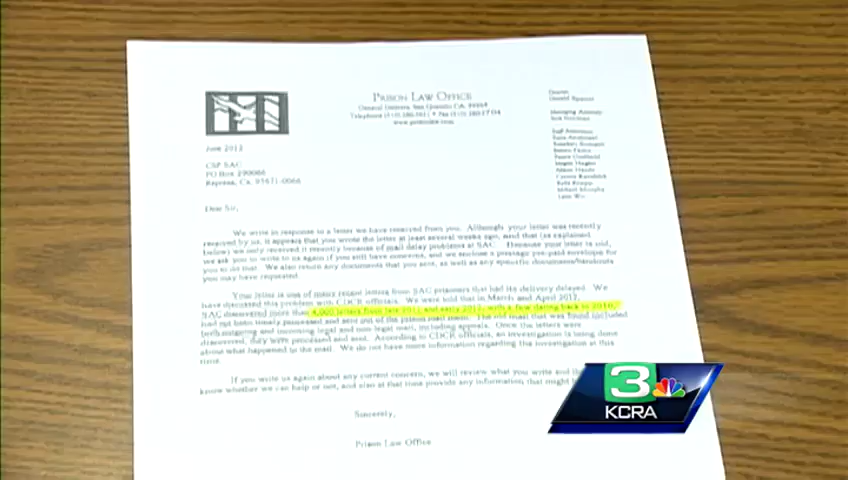 PRISON LAW OFFICE
General Delivery, San Quentin CA. 94964
www.prisonlaw.com
Director:
Donald Specter
Managing Attorney:
Staff Attorneys:
June 2012
CSP SAC
PO Box 290066
Represa, Ca. 95671-0066
Dear Sir,
We write in response to a letter we have received from you. Although your letter was recently
received by us, it appears that you wrote the letter at least several weeks ago, and that (as explained
below) we only received it recently because of mail delay problems at SAC. Because your letter is old,
we ask you to write to us again if you still have concerns, and we enclose a postage pre-paid envelope for
you to do that. We also return any documents that you sent, as well as any specific documents/handouts
you may have requested.
Your letter is one of many recent letters from SAC prisoners that had its delivery delayed. We
have discussed this problem with CDCR officials. We were told that in March and April 2012,
SAC discovered more than 4,000 letters from late 2011 and early 2012, with a few dating back to 2010,
had not been timely processed and sent out of the prison mail room. The old mail that was found included
both outgoing and incoming legal and non-legal mail, including appeals. Once the letters were
discovered, they were processed and sent. According to CDCR officials, an investigation is being done
about what happened to the mail. We do not have more information regarding the investigation at this
time.
If you write us again about any current concern, we will review what you write and
know whether we can help or not, and also at that time provide any information that might
Sincerely,
Prison Law Office
3
KCRA